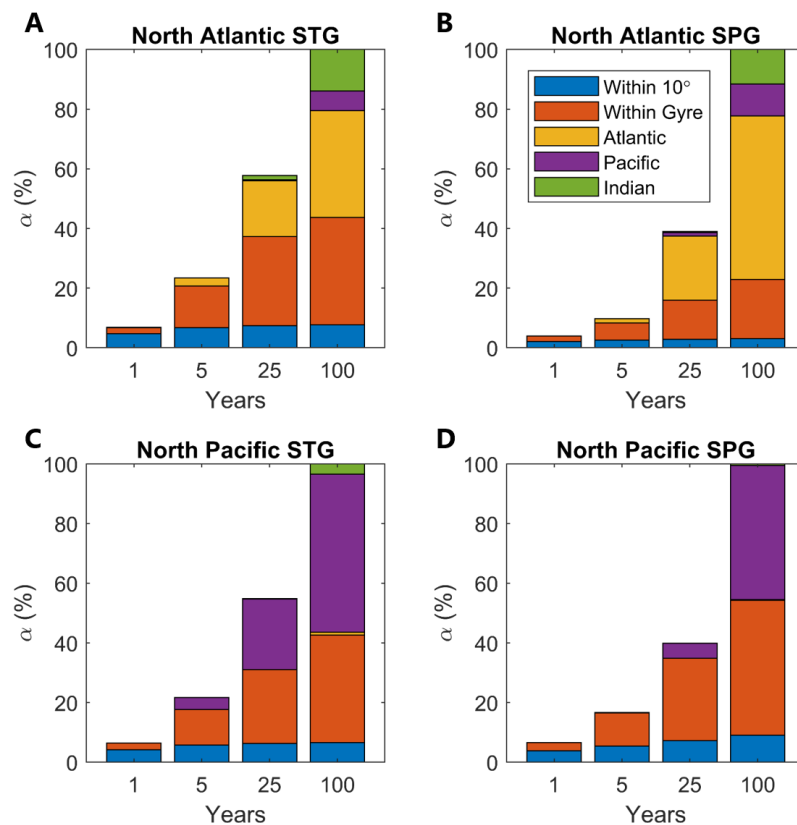 A
North Atlantic STG
100
80
60
40
20
0
α (%)
1 5 25 100
Years
B
North Atlantic SPG
100
80
60
40
20
0
α (%)
Within 10°
Within Gyre
Atlantic
Pacific
Indian
1 5 25 100
Years
C
North Pacific STG
100
80
60
40
20
0
α (%)
1 5 25 100
Years
D
North Pacific SPG
100
80
60
40
20
0
α (%)
1 5 25 100
Years